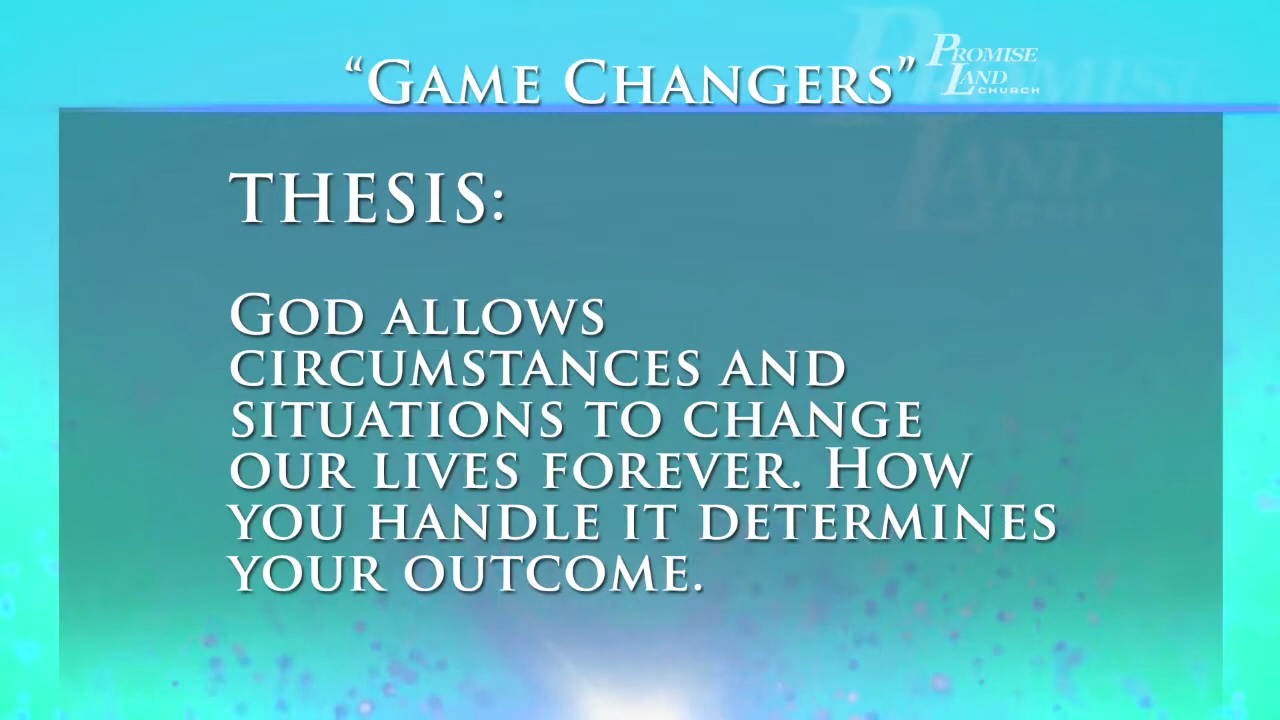 “Game Changers”
Promise
Land
Church
THESIS:
God allows
circumstances and
situations to change
our lives forever. How
you handle it determines
your outcome.